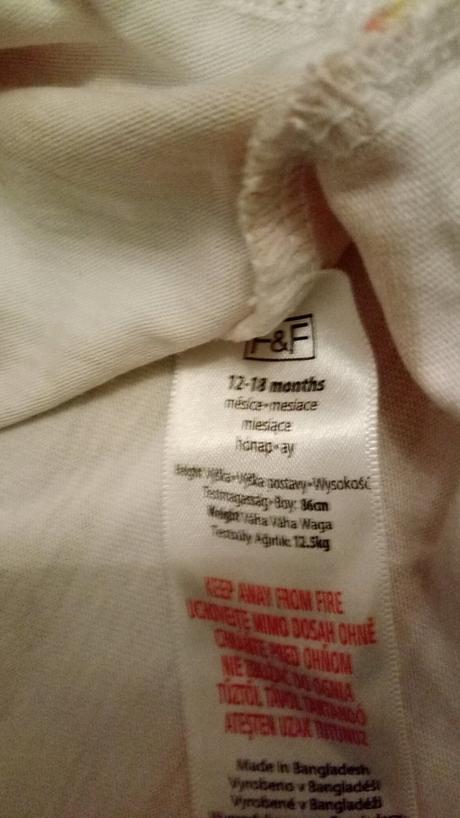 F&F
12-18 months
měsíce•mesiace
miesiące
hónap•ay
Height Výška•Výška postavy•Wysokość
Testmagasság•Boy: 86cm
Weight Váha Váha Waga
Testsúly Ağırlık: 12.5kg
KEEP AWAY FROM FIRE
UCHOVEJTE MIMO DOSAH OHNĚ
CHRÁŇTE PRED OHŇOM
NIE ZBLIŻAĆ DO OGNIA
TŰZTŐL TÁVOL TARTANDÓ
ATEŞTEN UZAK TUTUNUZ
Made in Bangladesh
Vyrobeno v Bangladéši
Vyrobené v Bangladéži